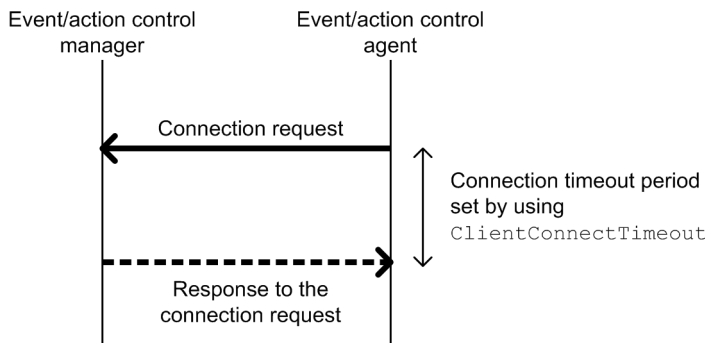 Event/action control
manager
Event/action control
agent
Connection request
Connection timeout period
set by using
ClientConnectTimeout
Response to the
connection request